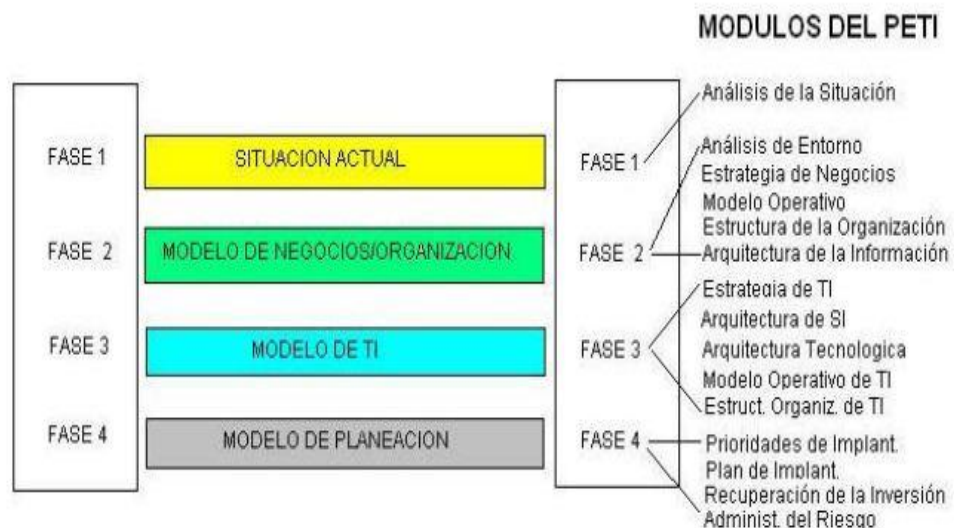 MODULOS DEL PETI
FASE 1
SITUACION ACTUAL
FASE 1
Análisis de la Situación
FASE 2
MODELO DE NEGOCIOS/ORGANIZACION
FASE 2
Análisis de Entorno
Estrategia de Negocios
Modelo Operativo
Estructura de la Organización
Arquitectura de la Información
FASE 3
MODELO DE TI
FASE 3
Estrategia de TI
Arquitectura de SI
Arquitectura Tecnologica
Modelo Operativo de TI
Estruct. Organiz. de TI
FASE 4
MODELO DE PLANEACION
FASE 4
Prioridades de Implant.
Plan de Implant.
Recuperación de la Inversión
Administ. del Riesgo